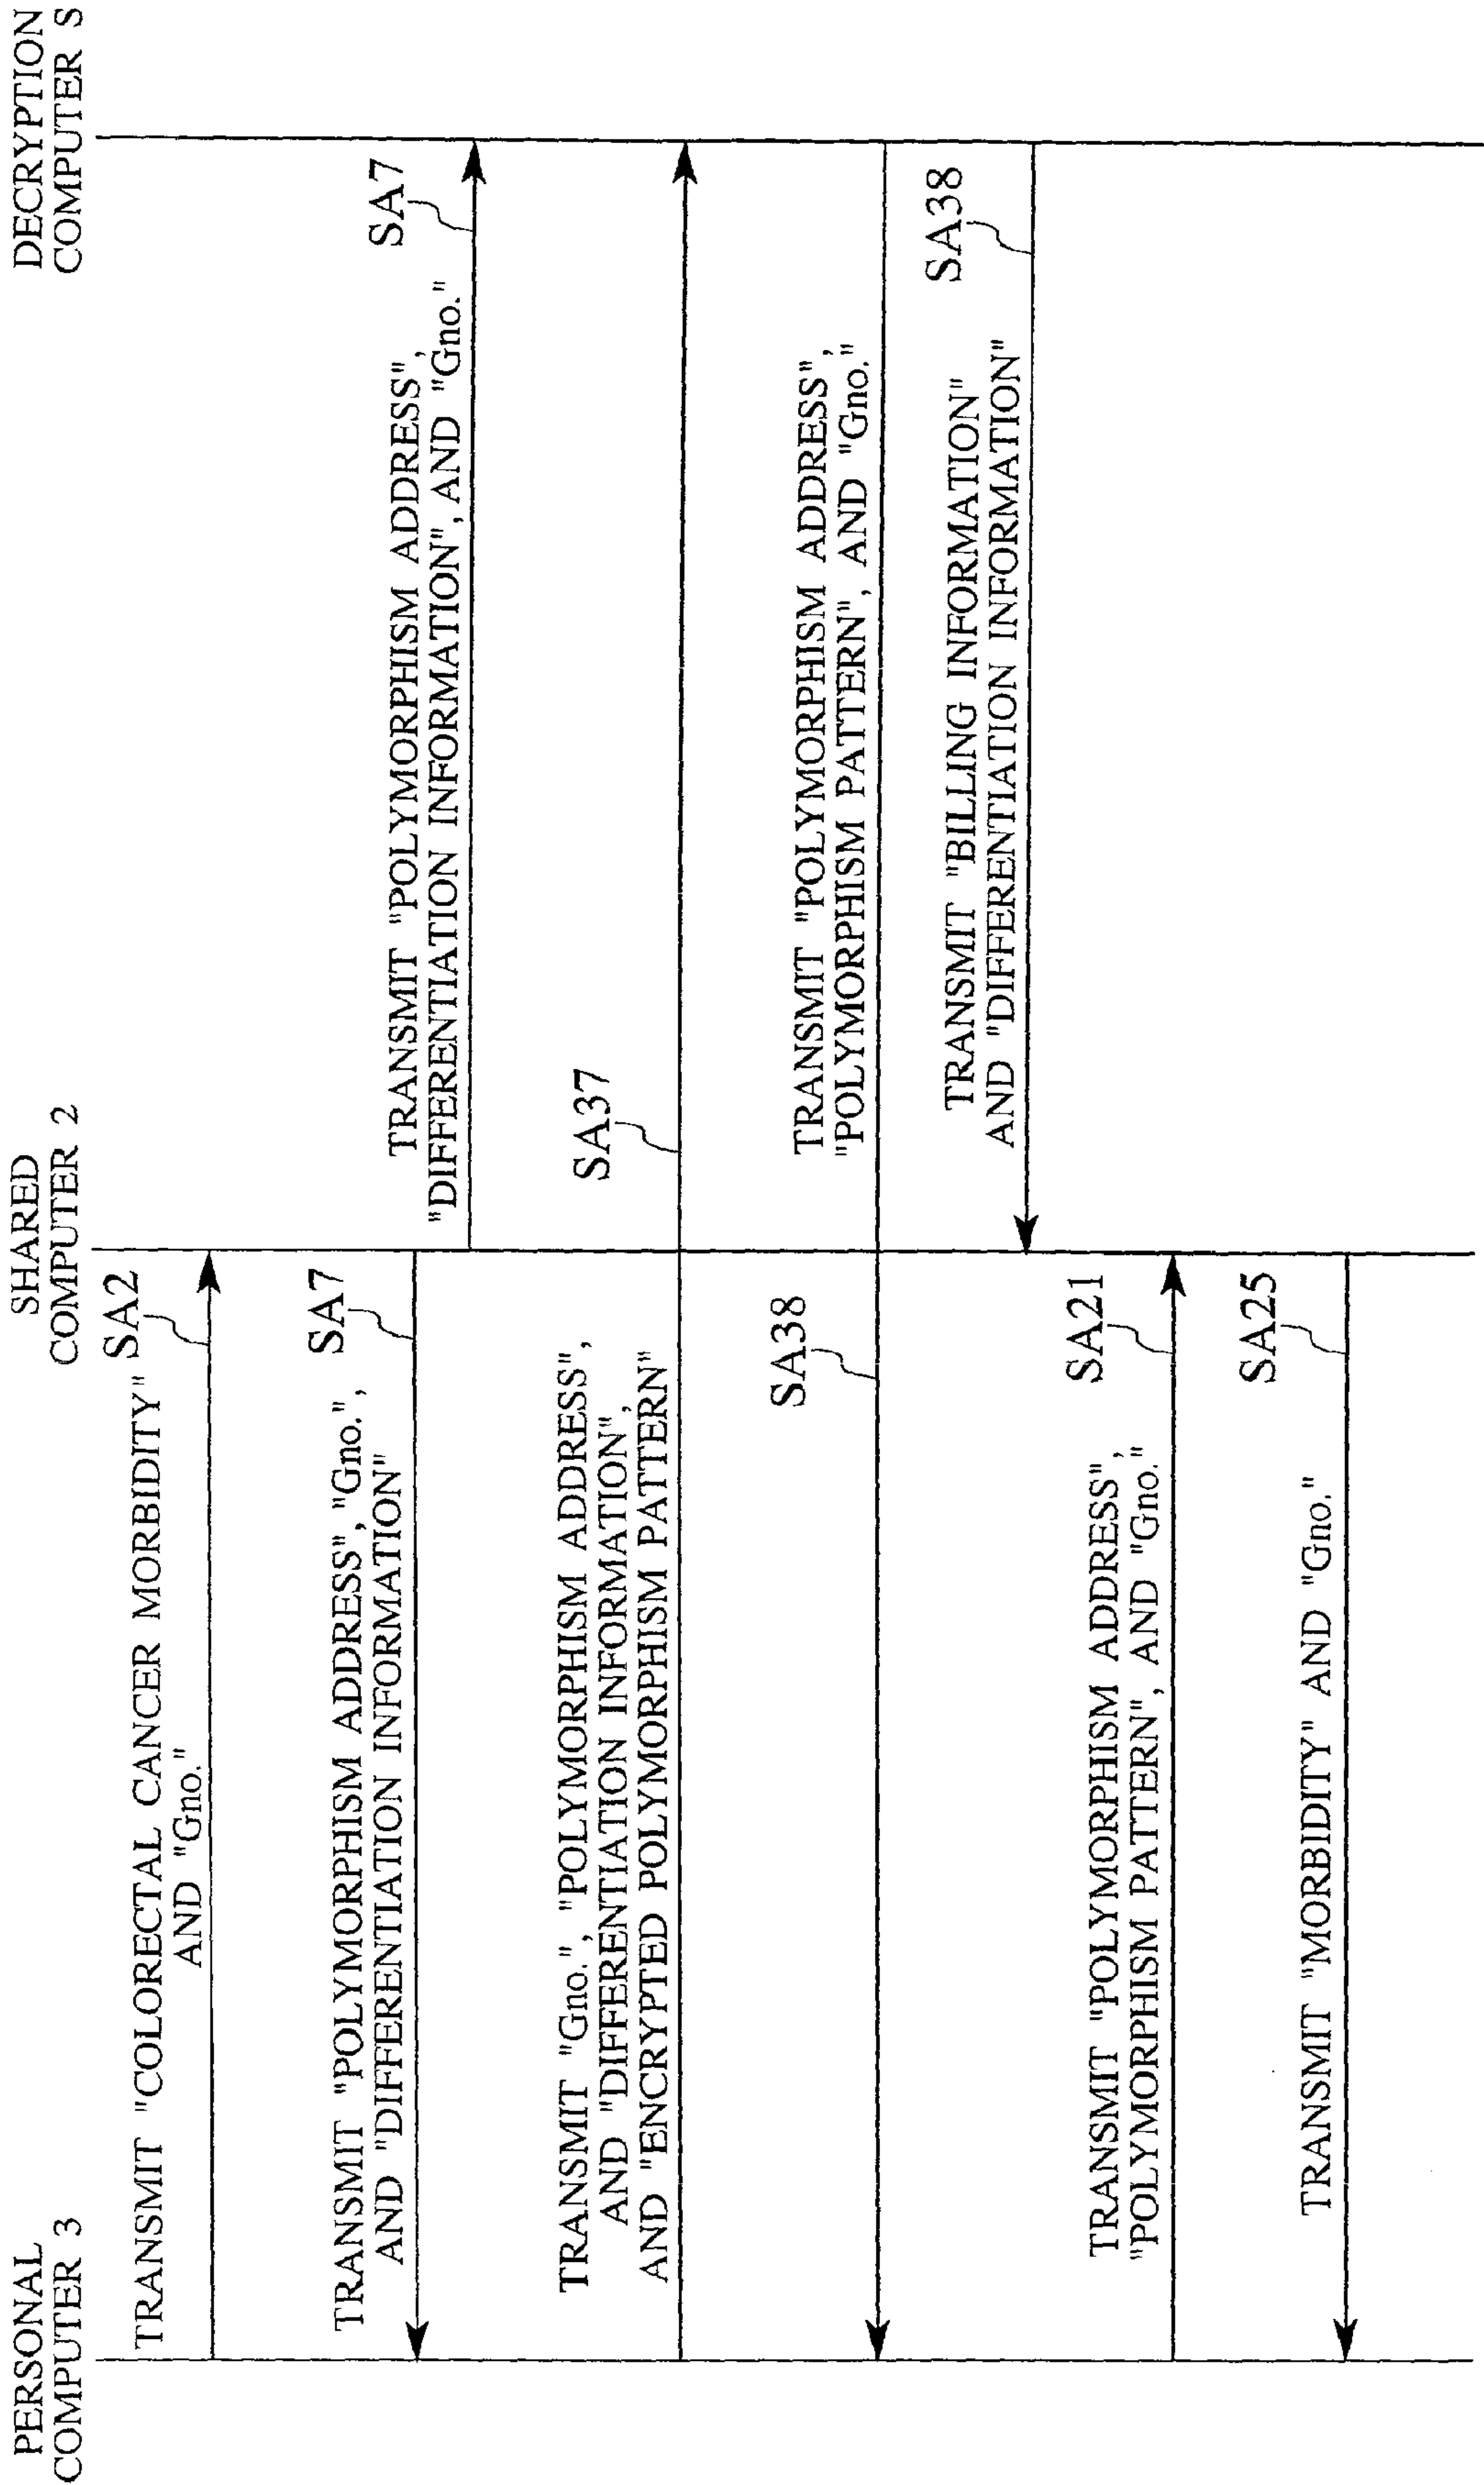 PERSONAL
COMPUTER 3
SHARED
COMPUTER 2
DECRYPTION
COMPUTER S
TRANSMIT "COLORECTAL CANCER MORBIDITY"
AND "Gno."
SA2
TRANSMIT "POLYMORPHISM ADDRESS", "Gno.",
AND "DIFFERENTIATION INFORMATION"
SA7
TRANSMIT "POLYMORPHISM ADDRESS",
"DIFFERENTIATION INFORMATION", AND "Gno."
SA7
TRANSMIT "Gno.", "POLYMORPHISM ADDRESS",
AND "DIFFERENTIATION INFORMATION",
AND "ENCRYPTED POLYMORPHISM PATTERN"
SA37
TRANSMIT "POLYMORPHISM ADDRESS",
"POLYMORPHISM PATTERN", AND "Gno."
SA38
TRANSMIT "BILLING INFORMATION"
AND "DIFFERENTIATION INFORMATION"
SA38
TRANSMIT "POLYMORPHISM ADDRESS",
"POLYMORPHISM PATTERN", AND "Gno."
SA21
TRANSMIT "MORBIDITY" AND "Gno."
SA25